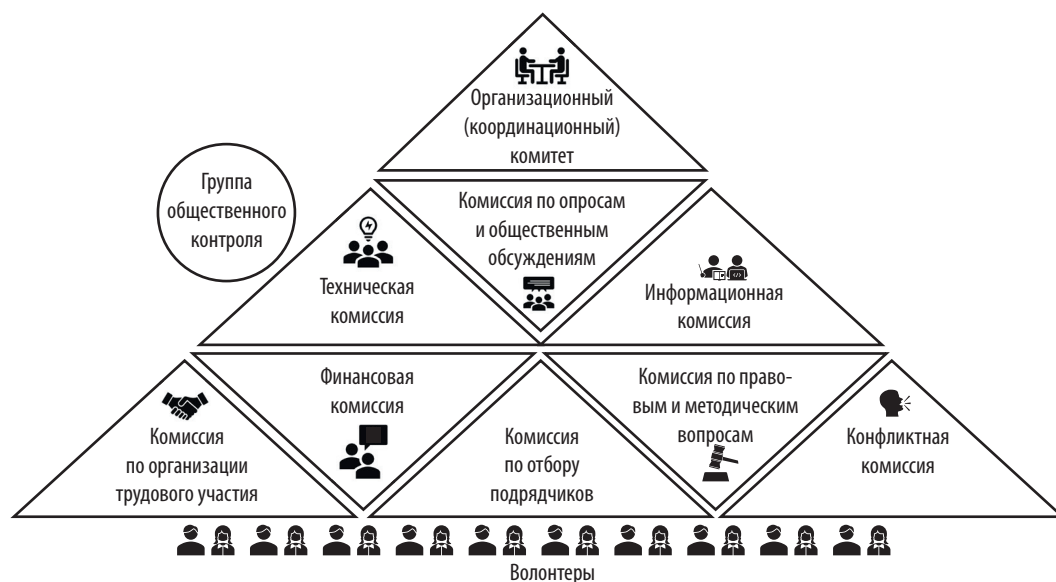 Организационный
(координационный)
комитет
Группа
общественного
контроля
Комиссия по опросам
и общественным
обсуждениям
Техническая
комиссия
Информационная
комиссия
Финансовая
комиссия
Комиссия по право-
вым и методическим
вопросам
Комиссия
по организации
трудового участия
Комиссия
по отбору
подрядчиков
Конфликтная
комиссия
Волонтеры